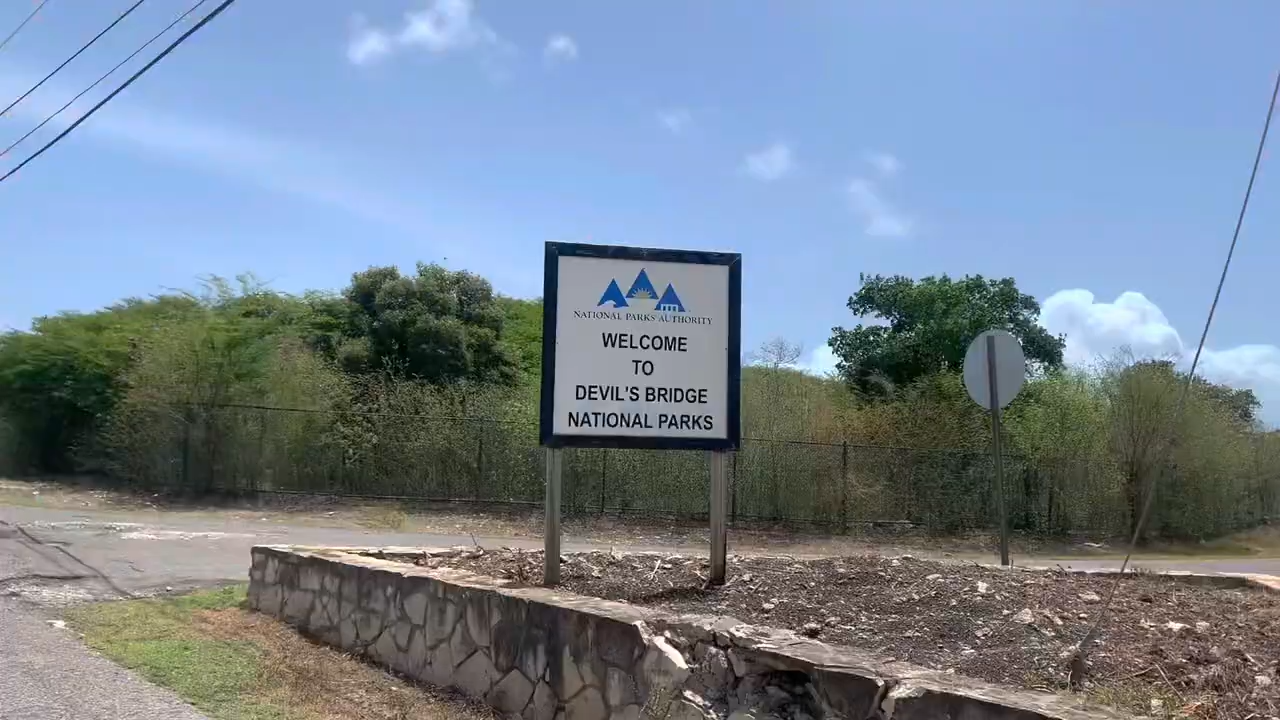 NATIONAL PARKS AUTHORITY
WELCOME
TO
DEVIL'S BRIDGE
NATIONAL PARKS